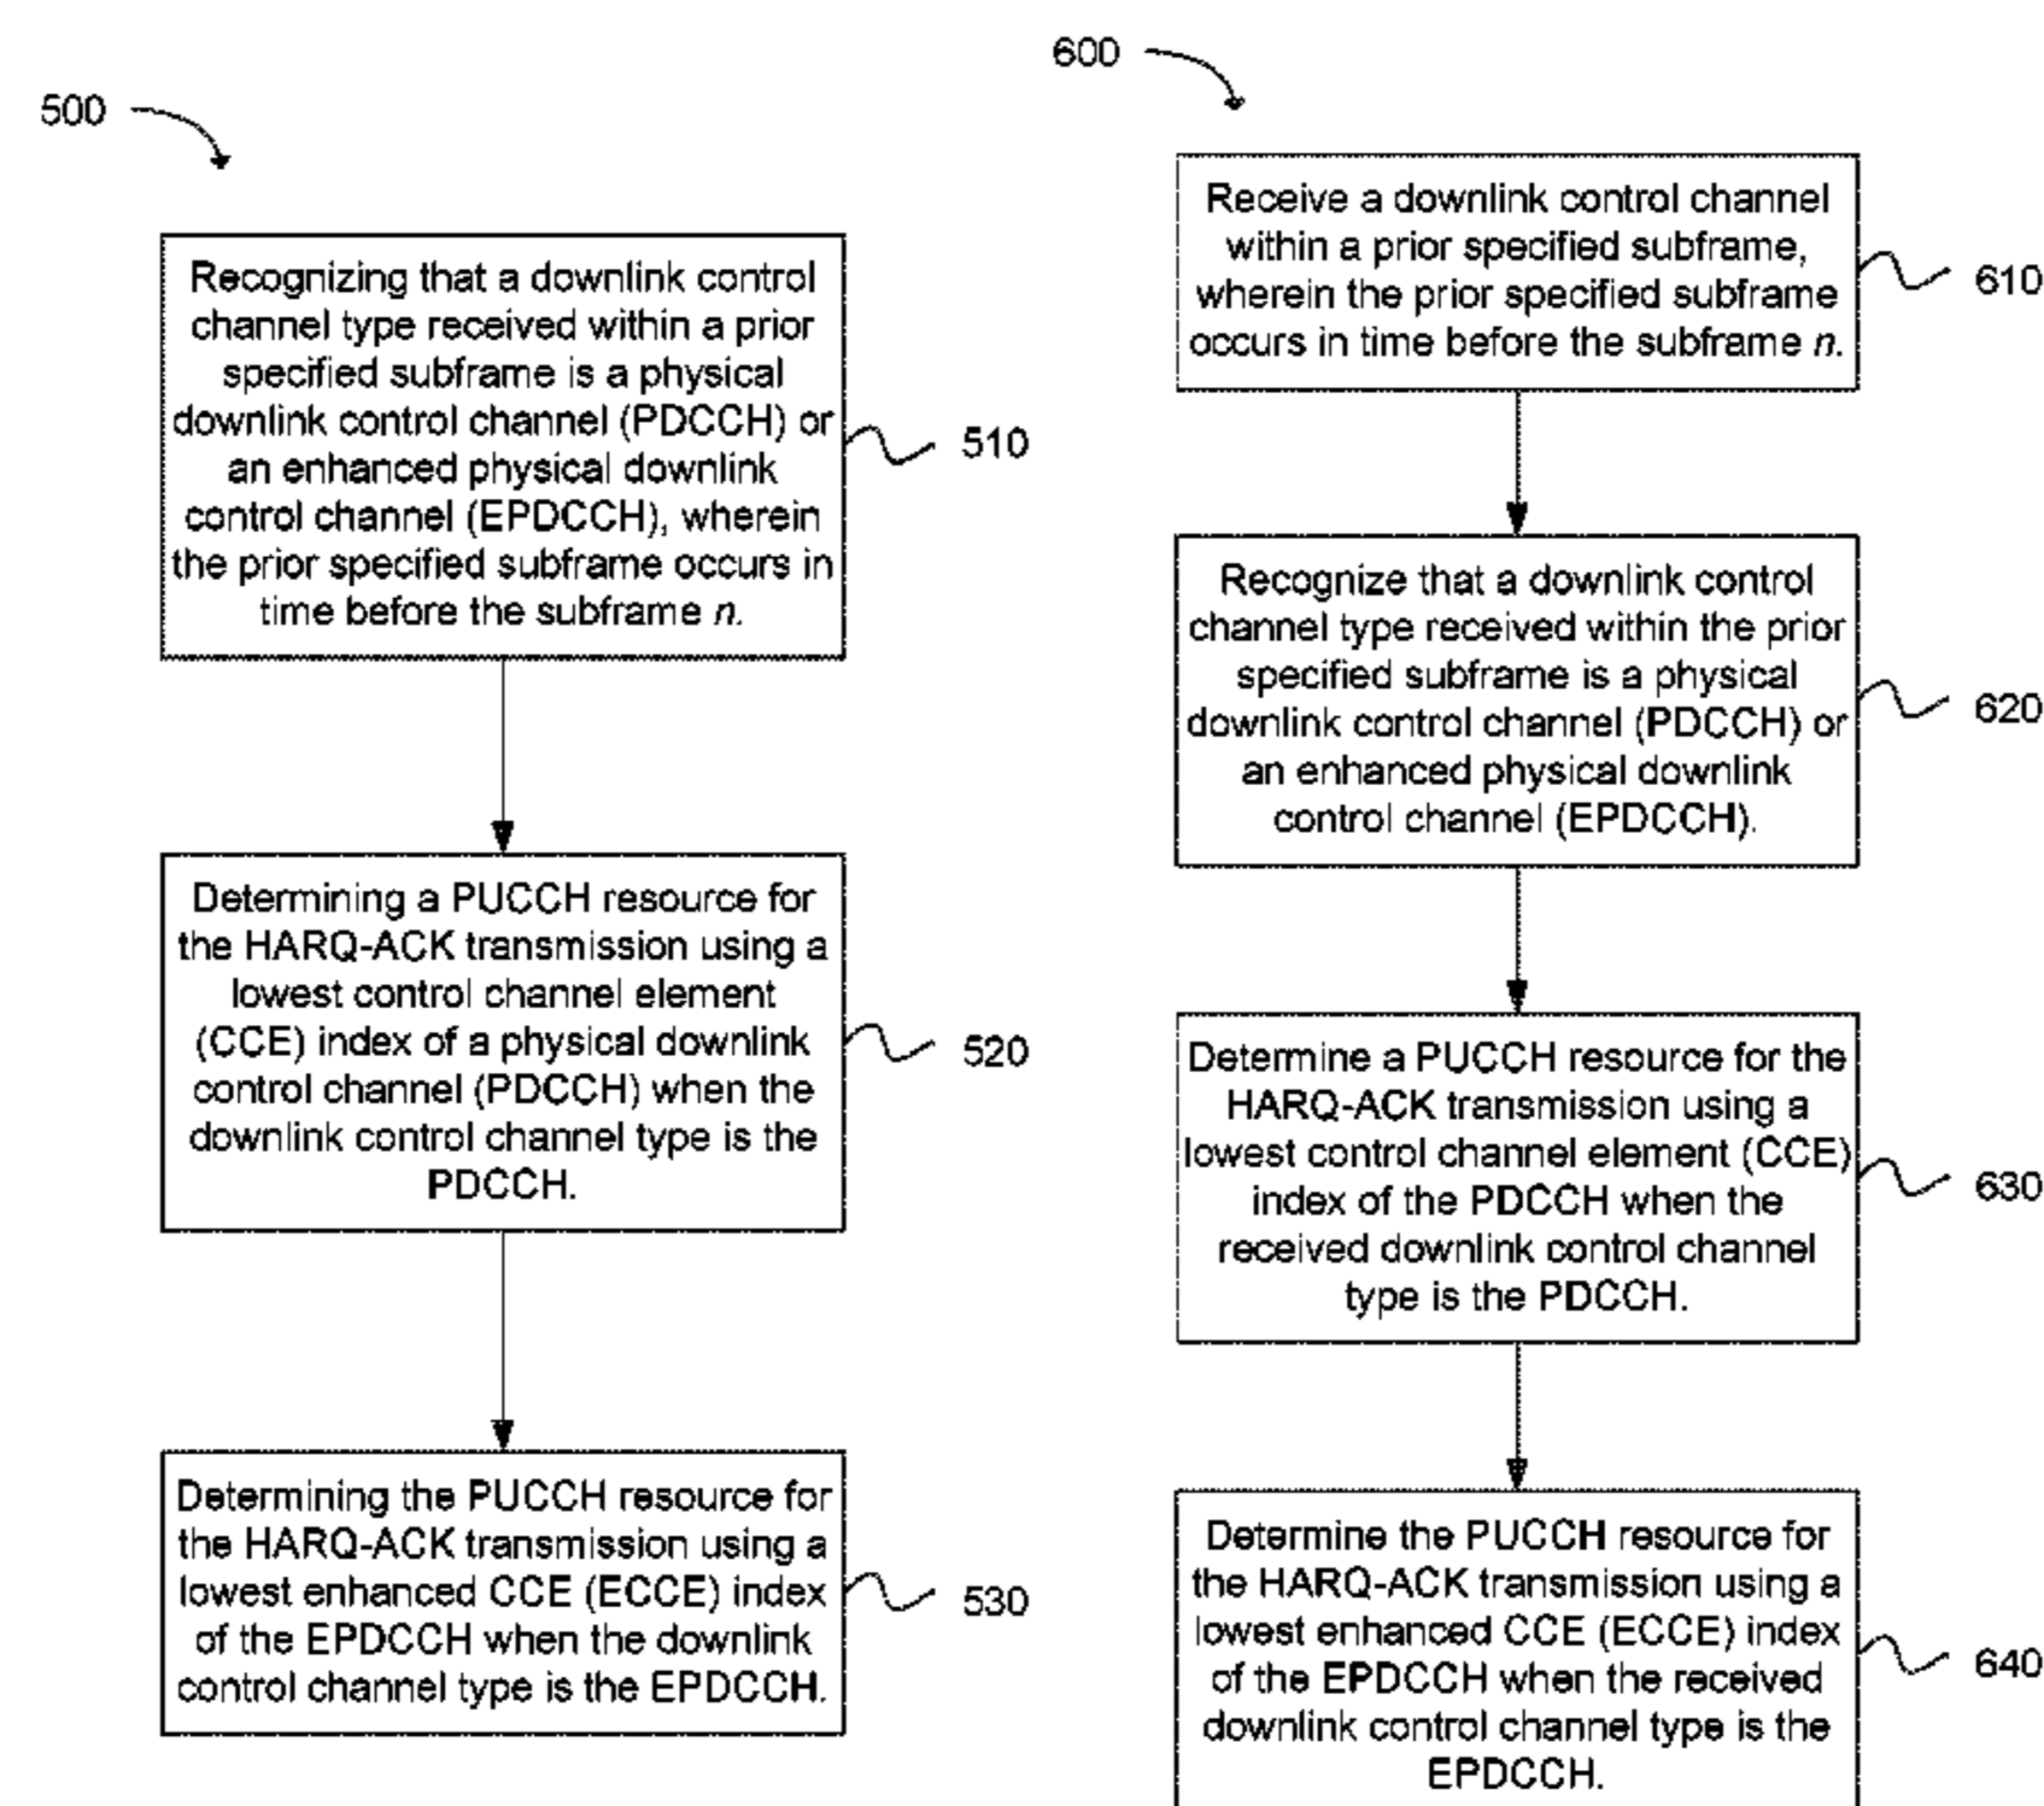 500
Recognizing that a downlink control
channel type received within a prior
specified subframe is a physical
downlink control channel (PDCCH) or
an enhanced physical downlink
control channel (EPDCCH), wherein
the prior specified subframe occurs in
time before the subframe n.
510
Determining a PUCCH resource for
the HARQ-ACK transmission using a
lowest control channel element
(CCE) index of a physical downlink
control channel (PDCCH) when the
downlink control channel type is the
PDCCH.
520
Determining the PUCCH resource for
the HARQ-ACK transmission using a
lowest enhanced CCE (ECCE) index
of the EPDCCH when the downlink
control channel type is the EPDCCH.
530
600
Receive a downlink control channel
within a prior specified subframe,
wherein the prior specified subframe
occurs in time before the subframe n.
610
Recognize that a downlink control
channel type received within the prior
specified subframe is a physical
downlink control channel (PDCCH) or
an enhanced physical downlink
control channel (EPDCCH).
620
Determine a PUCCH resource for the
HARQ-ACK transmission using a
lowest control channel element (CCE)
index of the PDCCH when the
received downlink control channel
type is the PDCCH.
630
Determine the PUCCH resource for
the HARQ-ACK transmission using a
lowest enhanced CCE (ECCE) index
of the EPDCCH when the received
downlink control channel type is the
EPDCCH.
640